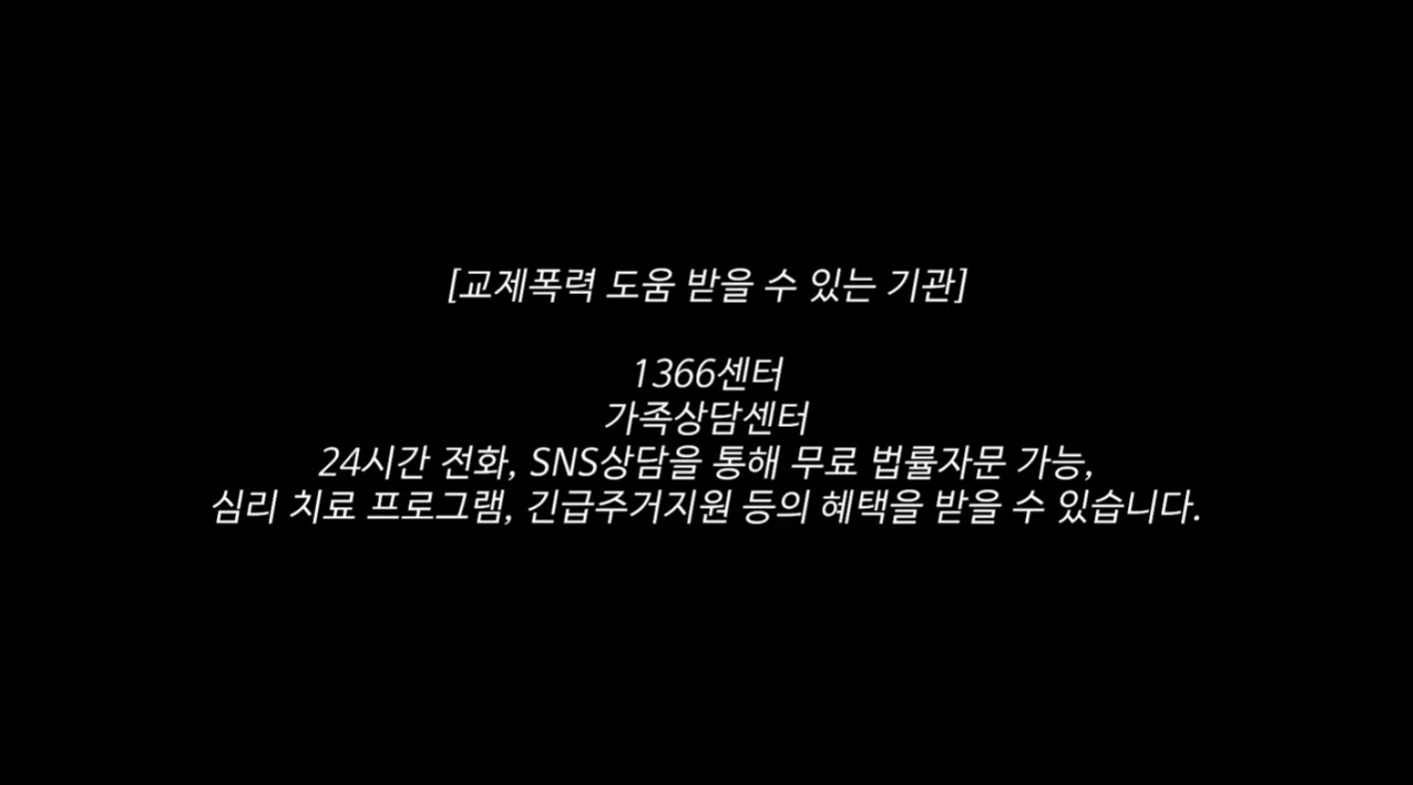 [교제폭력 도움 받을 수 있는 기관]
1366센터
가족상담센터
24시간 전화, SNS상담을 통해 무료 법률자문 가능,
심리 치료 프로그램, 긴급주거지원 등의 혜택을 받을 수 있습니다.